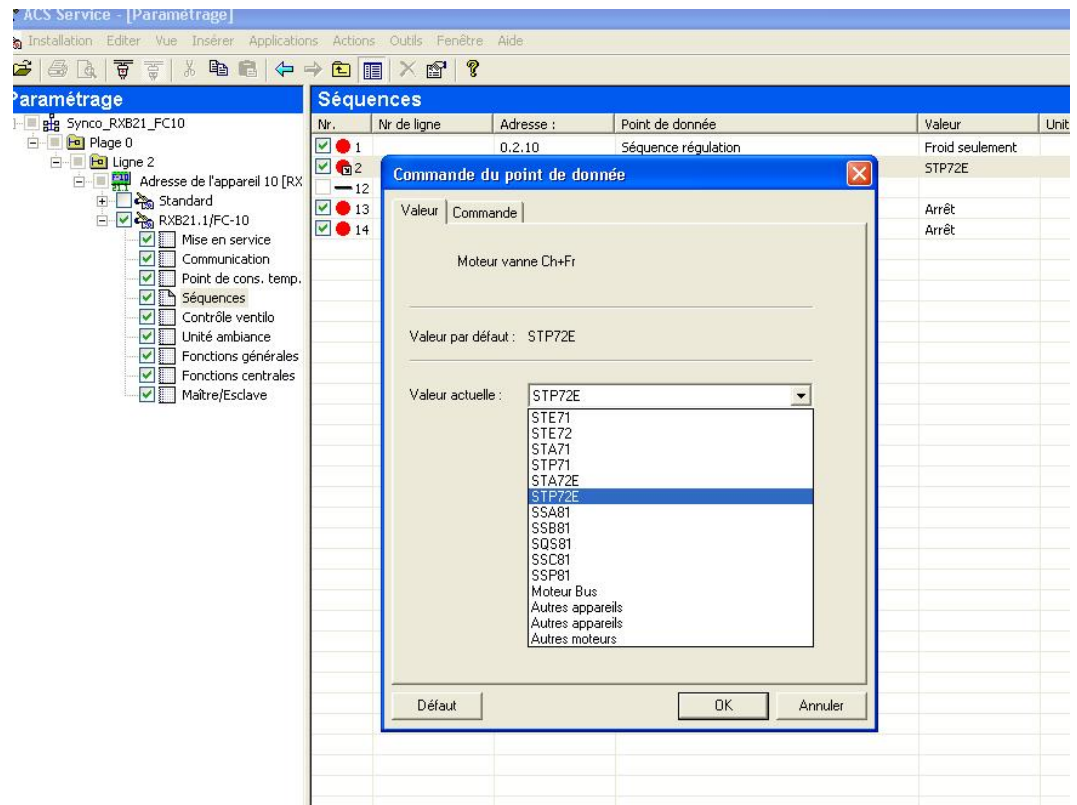 ACS Service - [Paramétrage]
Installation Editer Vue Insérer Applications Actions Outils Fenêtre Aide
Paramétrage
Séquences
Synco_RXB21_FC10
Plage 0
Ligne 2
Adresse de l'appareil 10 [RX
Standard
RXB21.1/FC-10
Mise en service
Communication
Point de cons. temp.
Séquences
Contrôle ventilo
Unité ambiance
Fonctions générales
Fonctions centrales
Maître/Esclave
Nr. Nr de ligne Adresse : Point de donnée Valeur Unit
1 0.2.10 Séquence régulation Froid seulement
2 STP72E
12
13 Arrêt
14 Arrêt
Commande du point de donnée
Valeur Commande
Moteur vanne Ch+Fr
Valeur par défaut : STP72E
Valeur actuelle : STP72E
STE71
STE72
STA71
STP71
STA72E
STP72E
SSA81
SSB81
SQS81
SSC81
SSP81
Moteur Bus
Autres appareils
Autres appareils
Autres moteurs
Défaut OK Annuler